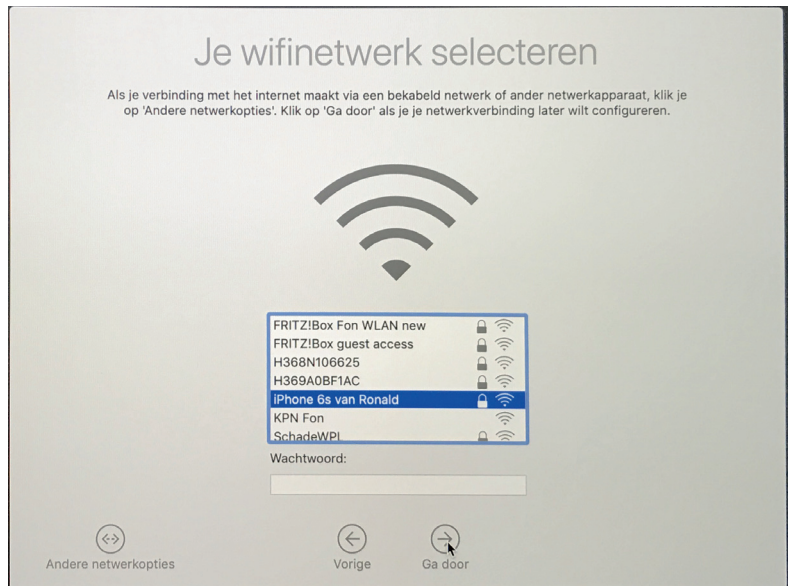 Je wifinetwerk selecteren
Als je verbinding met het internet maakt via een bekabeld netwerk of ander netwerkapparaat, klik je
op 'Andere netwerkopties'. Klik op 'Ga door' als je je netwerkverbinding later wilt configureren.
FRITZ!Box Fon WLAN new
FRITZ!Box guest access
H368N106625
H369A0BF1AC
iPhone 6s van Ronald
KPN Fon
SchadeWPL
Wachtwoord:
Andere netwerkopties
Vorige
Ga door